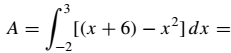 A = ∫_{-2}^{3} [(x + 6) − x²] dx =